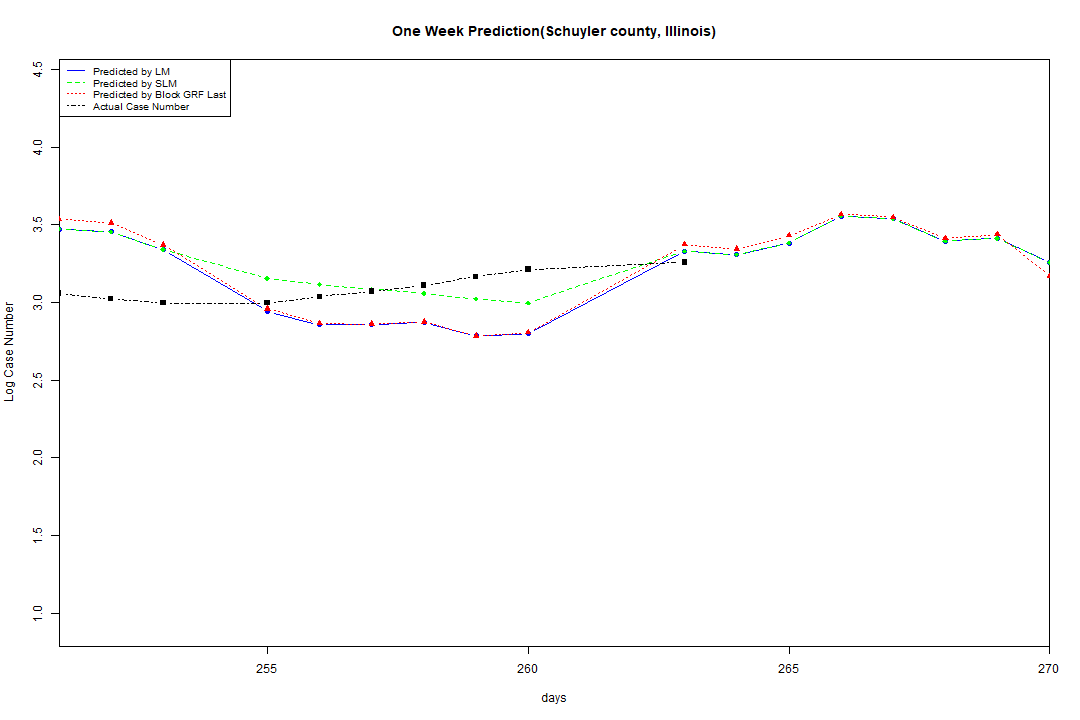 One Week Prediction(Schuyler county, Illinois)
Predicted by LM
Predicted by SLM
Predicted by Block GRF Last
Actual Case Number
4.5
4.0
3.5
3.0
2.5
2.0
1.5
1.0
Log Case Number
255 260 265 270
days